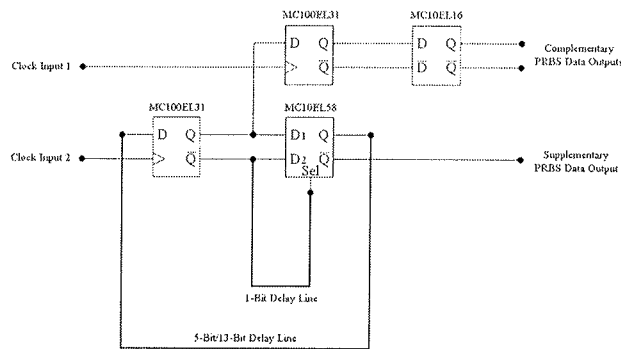 MC100EL31
MC10EL16
D Q
D Q
Clock Input 1
Q̅
D̅ Q̅
Complementary
PRBS Data Outputs
MC100EL31
MC10EL58
D Q
D1 Q
Clock Input 2
Q̅
D2 Q̅
Sel
Supplementary
PRBS Data Output
1-Bit Delay Line
5-Bit/13-Bit Delay Line